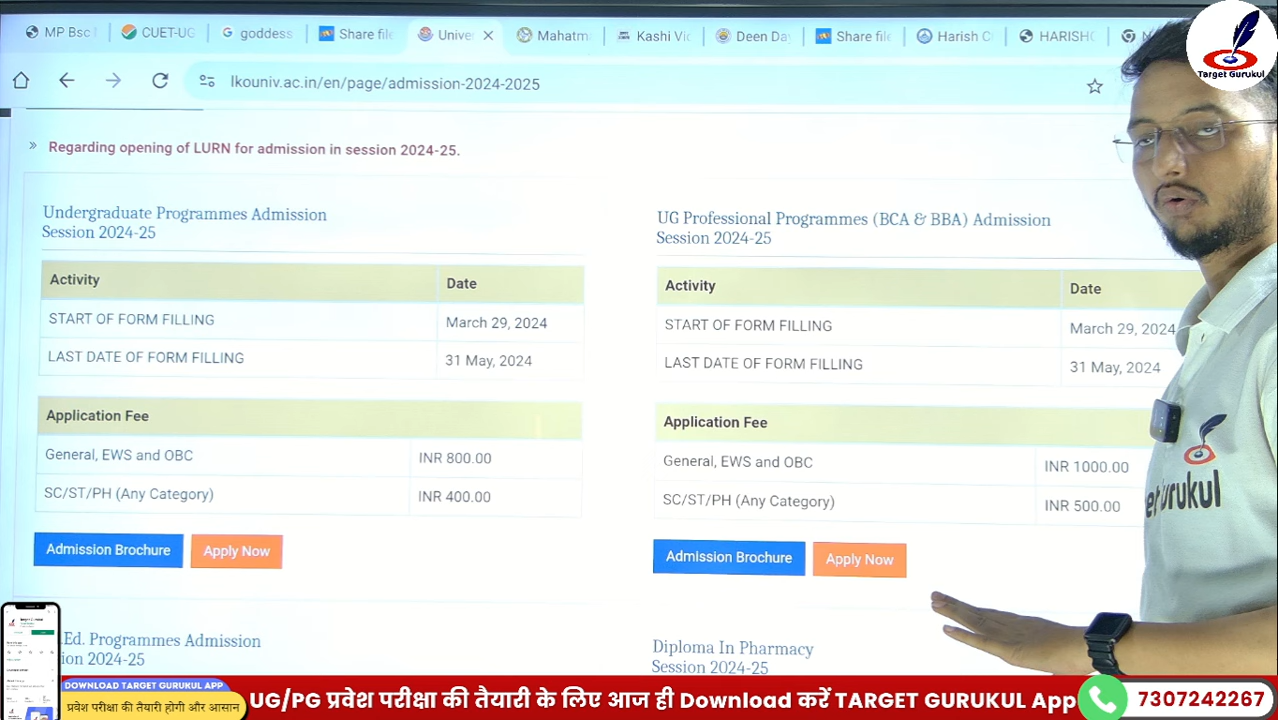 MP Bsc
CUET-UG
goddess
Share file
Univer
Mahatm
Kashi Vi
Deen Day
Share file
Harish C
HARISHC
Target Gurukul
lkouniv.ac.in/en/page/admission-2024-2025
Regarding opening of LURN for admission in session 2024-25.
Undergraduate Programmes Admission
Session 2024-25
Activity Date
START OF FORM FILLING March 29, 2024
LAST DATE OF FORM FILLING 31 May, 2024
Application Fee
General, EWS and OBC INR 800.00
SC/ST/PH (Any Category) INR 400.00
Admission Brochure Apply Now
UG Professional Programmes (BCA & BBA) Admission
Session 2024-25
Activity Date
START OF FORM FILLING March 29, 2024
LAST DATE OF FORM FILLING 31 May, 2024
Application Fee
General, EWS and OBC INR 1000.00
SC/ST/PH (Any Category) INR 500.00
Admission Brochure Apply Now
et Gurukul
.Ed. Programmes Admission
ion 2024-25
Diploma In Pharmacy
Session 2024-25
DOWNLOAD TARGET GURUKUL APP
प्रवेश परीक्षा की तैयारी होगी और आसान
UG/PG प्रवेश परीक्षा की तैयारी के लिए आज ही Download करें TARGET GURUKUL App
7307242267